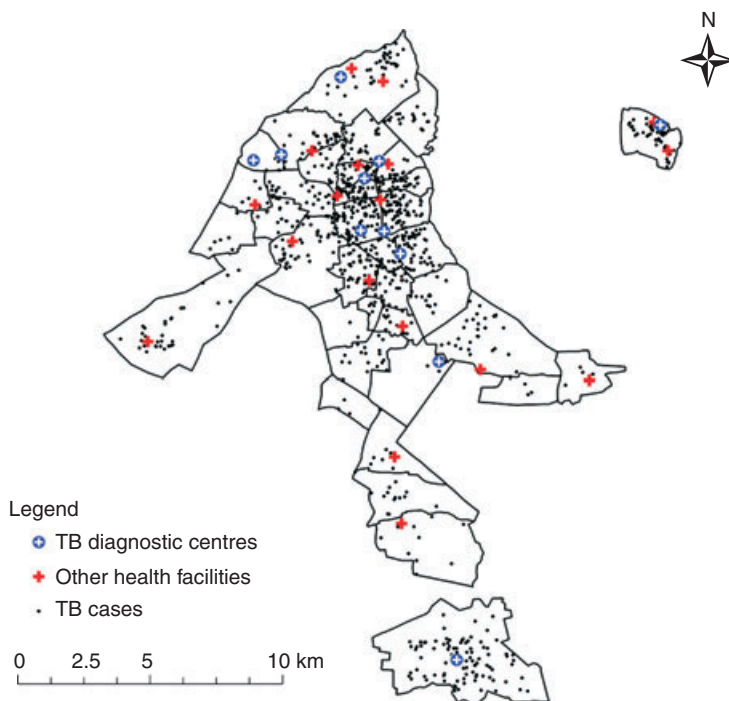 N
Legend
TB diagnostic centres
Other health facilities
TB cases
0 2.5 5 10 km